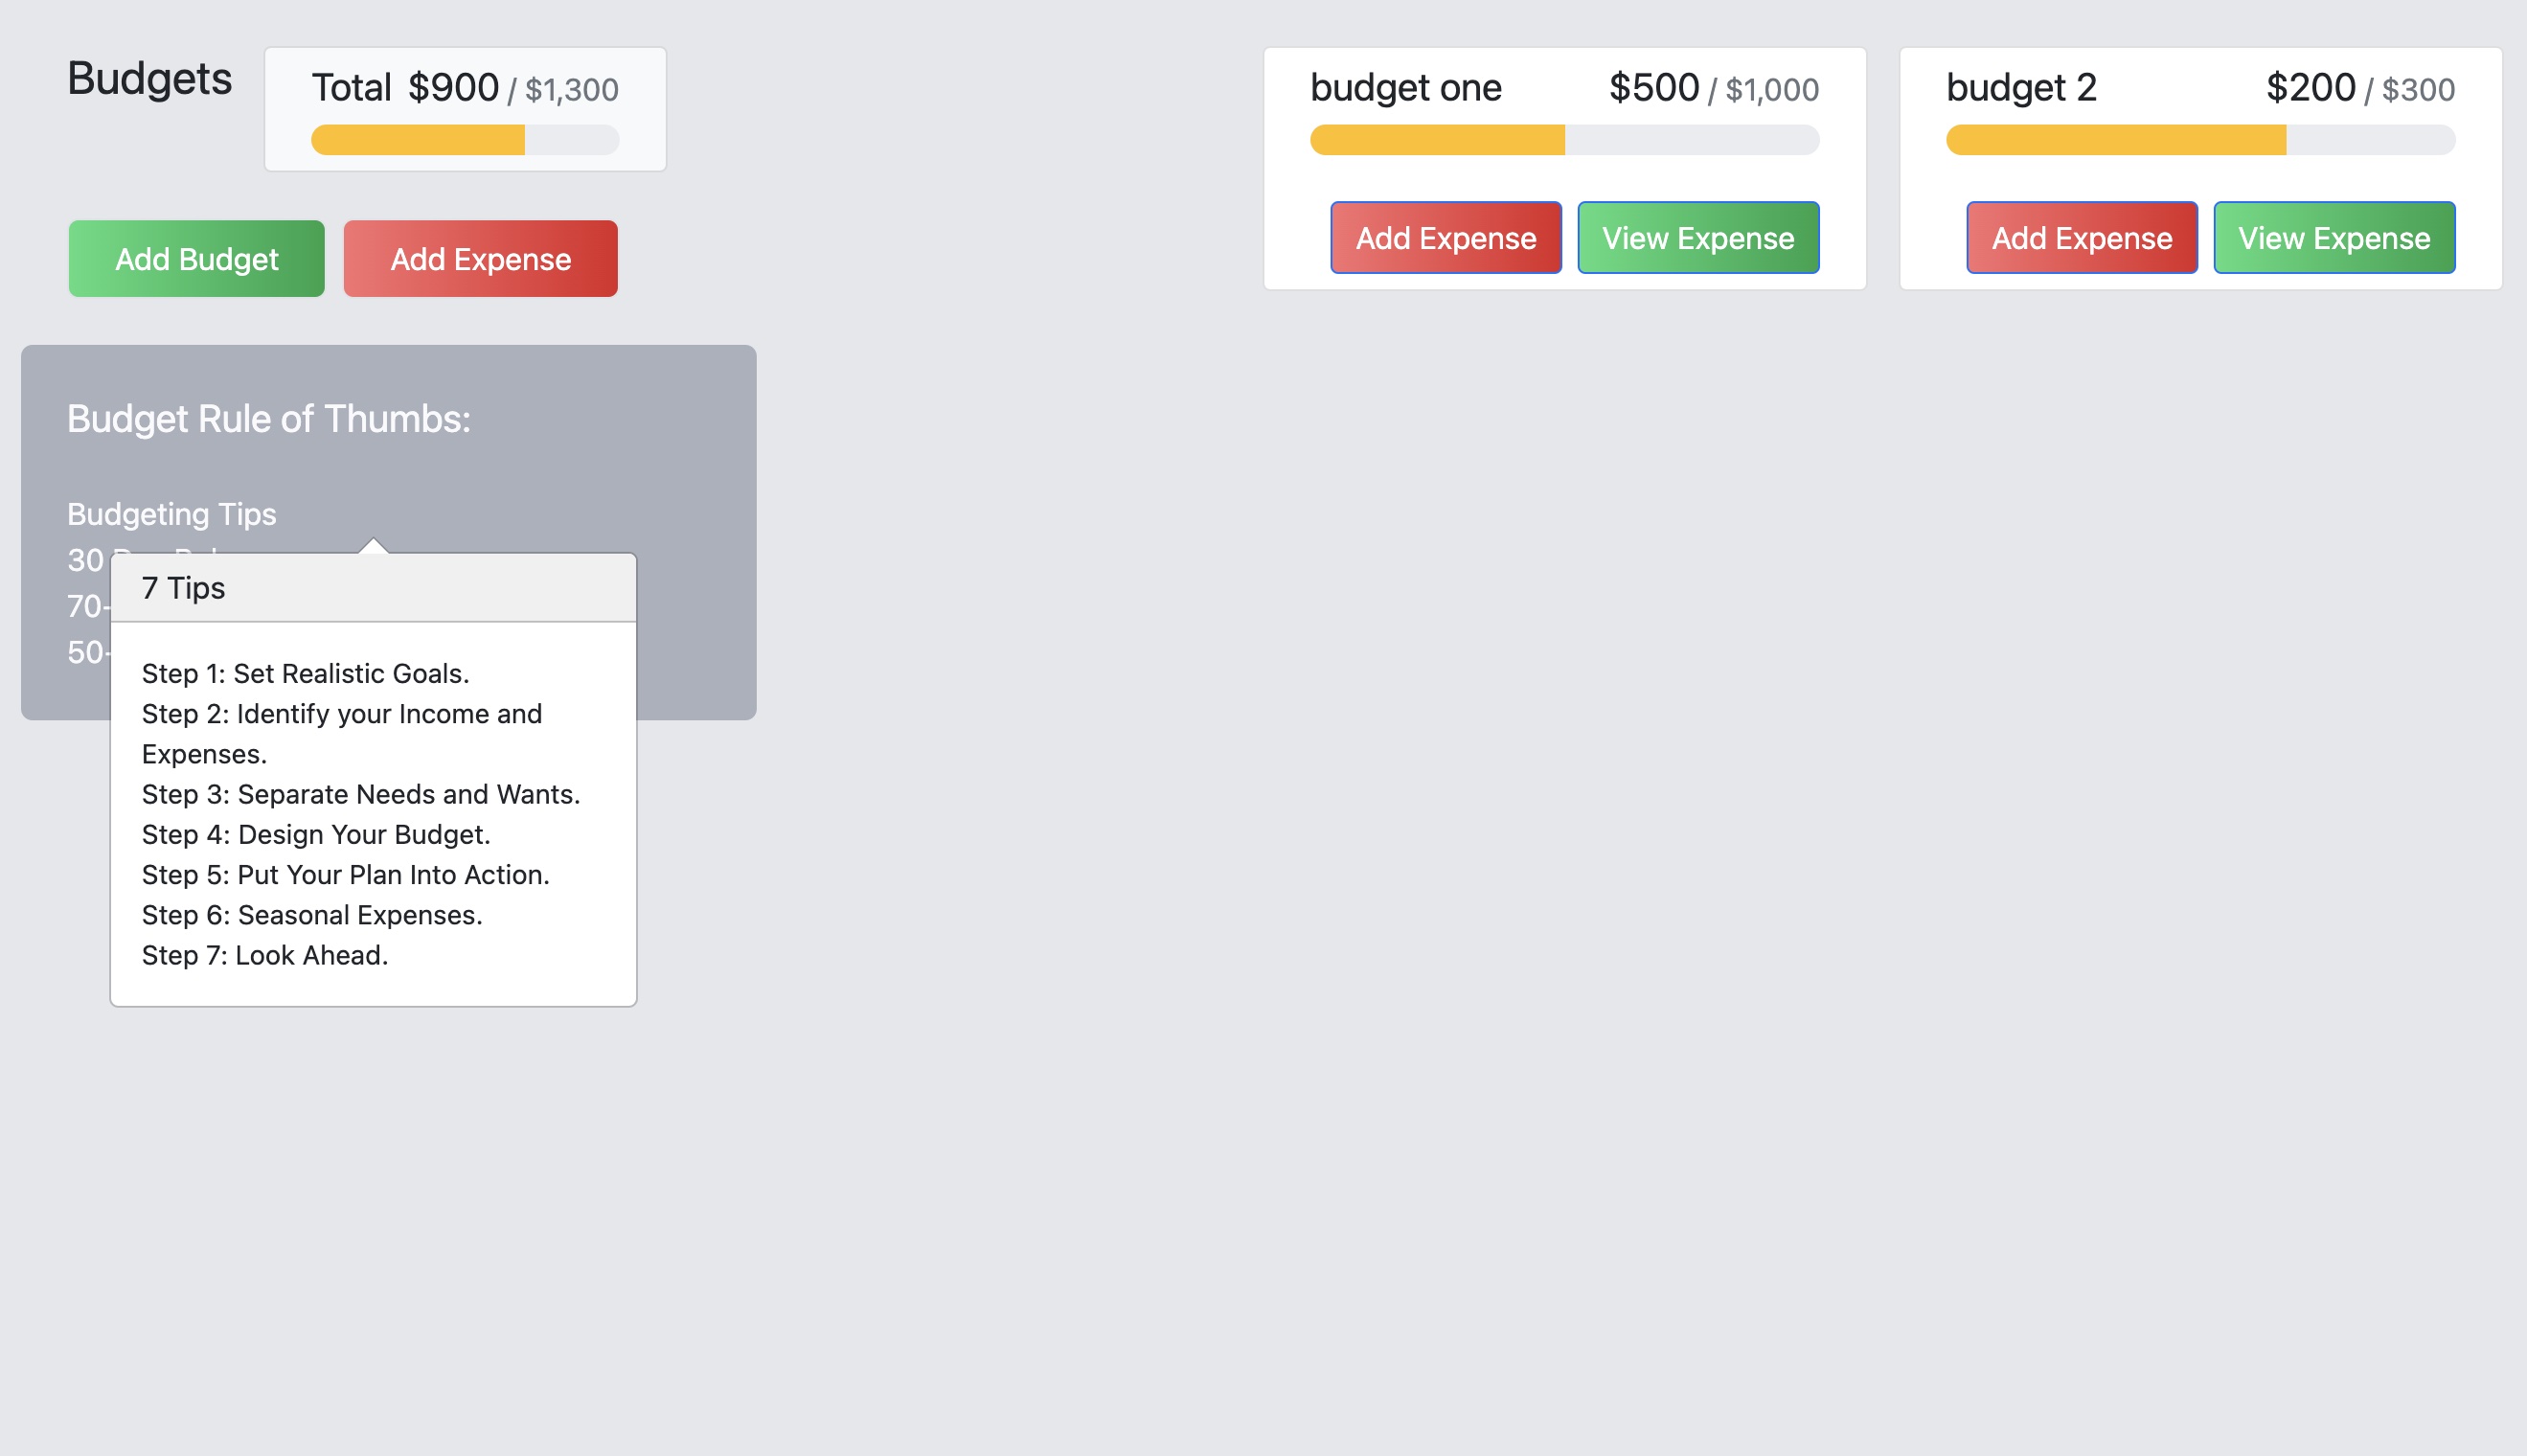 Budgets
Total $900 / $1,300
Add Budget
Add Expense
budget one $500 / $1,000
Add Expense
View Expense
budget 2 $200 / $300
Add Expense
View Expense
Budget Rule of Thumbs:
Budgeting Tips
30
70-
50-
7 Tips
Step 1: Set Realistic Goals.
Step 2: Identify your Income and
Expenses.
Step 3: Separate Needs and Wants.
Step 4: Design Your Budget.
Step 5: Put Your Plan Into Action.
Step 6: Seasonal Expenses.
Step 7: Look Ahead.